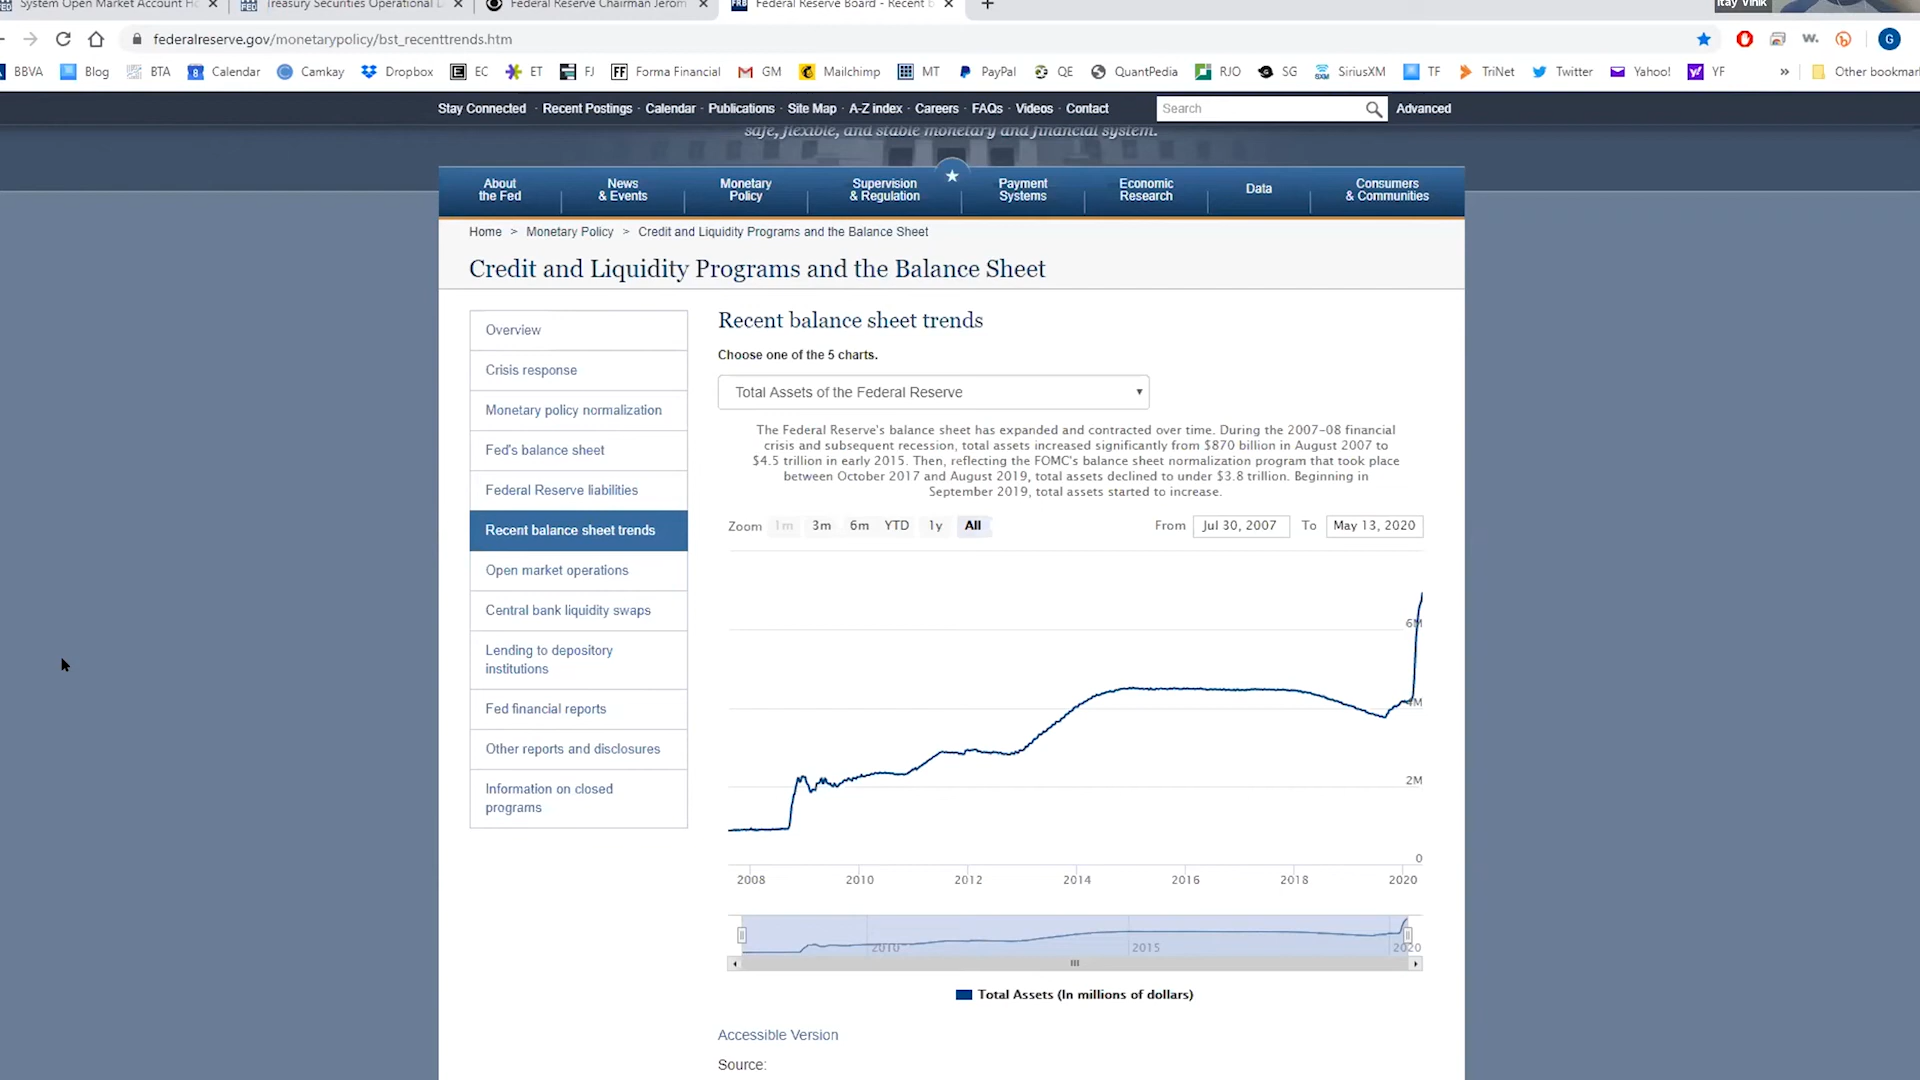 System Open Market Account H
Treasury Securities Operational
Federal Reserve Chairman Jerom
Federal Reserve Board - Recent b
Itay Vinik
federalreserve.gov/monetarypolicy/bst_recenttrends.htm
G
BBVA Blog BTA Calendar Camkay Dropbox EC ET FJ Forma Financial GM Mailchimp MT PayPal QE QuantPedia RJO SG SiriusXM TF TriNet Twitter Yahoo! YF » Other bookmar
Stay Connected · Recent Postings · Calendar · Publications · Site Map · A-Z index · Careers · FAQs · Videos · Contact Search Advanced
safe, flexible, and stable monetary and financial system.
About
the Fed
News
& Events
Monetary
Policy
Supervision
& Regulation
Payment
Systems
Economic
Research
Data
Consumers
& Communities
Home > Monetary Policy > Credit and Liquidity Programs and the Balance Sheet
Credit and Liquidity Programs and the Balance Sheet
Overview
Crisis response
Monetary policy normalization
Fed's balance sheet
Federal Reserve liabilities
Recent balance sheet trends
Open market operations
Central bank liquidity swaps
Lending to depository
institutions
Fed financial reports
Other reports and disclosures
Information on closed
programs
Recent balance sheet trends
Choose one of the 5 charts.
Total Assets of the Federal Reserve
The Federal Reserve's balance sheet has expanded and contracted over time. During the 2007-08 financial
crisis and subsequent recession, total assets increased significantly from $870 billion in August 2007 to
$4.5 trillion in early 2015. Then, reflecting the FOMC's balance sheet normalization program that took place
between October 2017 and August 2019, total assets declined to under $3.8 trillion. Beginning in
September 2019, total assets started to increase.
Zoom 1m 3m 6m YTD 1y All From Jul 30, 2007 To May 13, 2020
6M
4M
2M
0
2008 2010 2012 2014 2016 2018 2020
2010 2015 2020
Total Assets (In millions of dollars)
Accessible Version
Source: